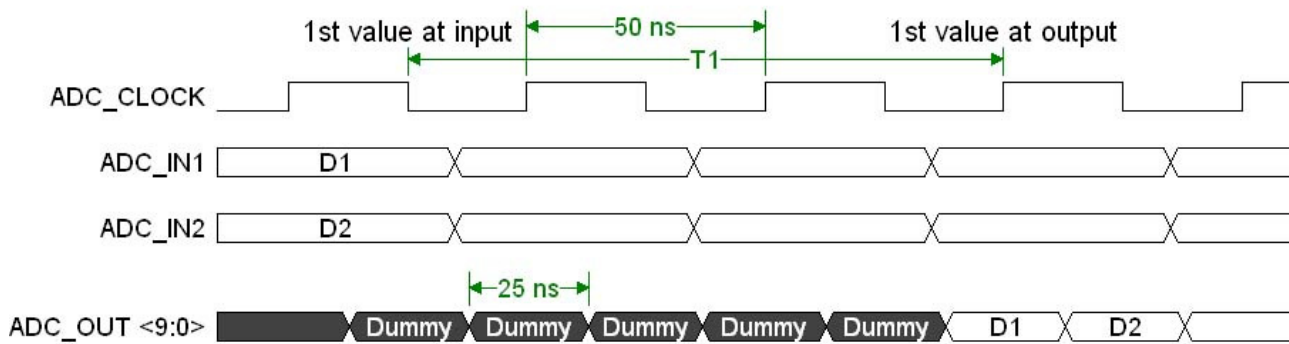 1st value at input 50 ns 1st value at output
T1
ADC_CLOCK
ADC_IN1 D1
ADC_IN2 D2
25 ns
ADC_OUT <9:0> Dummy Dummy Dummy Dummy Dummy D1 D2